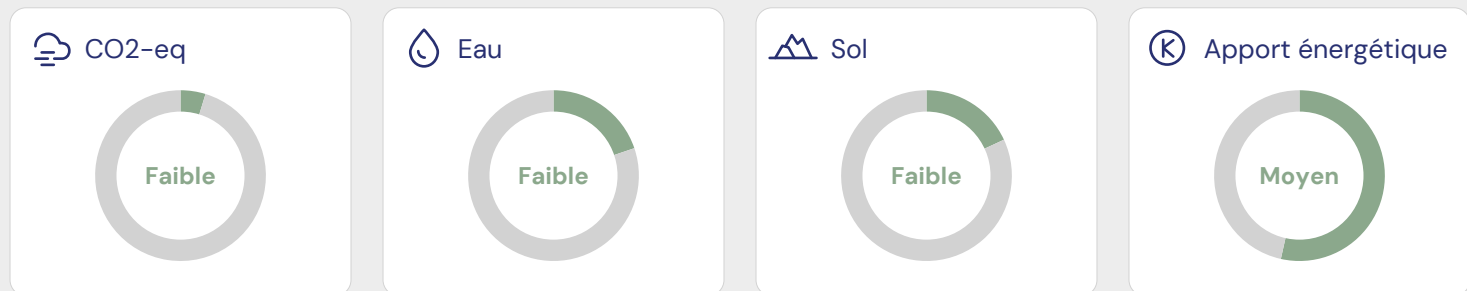 CO2-eq
Faible
Eau
Faible
Sol
Faible
K Apport énergétique
Moyen